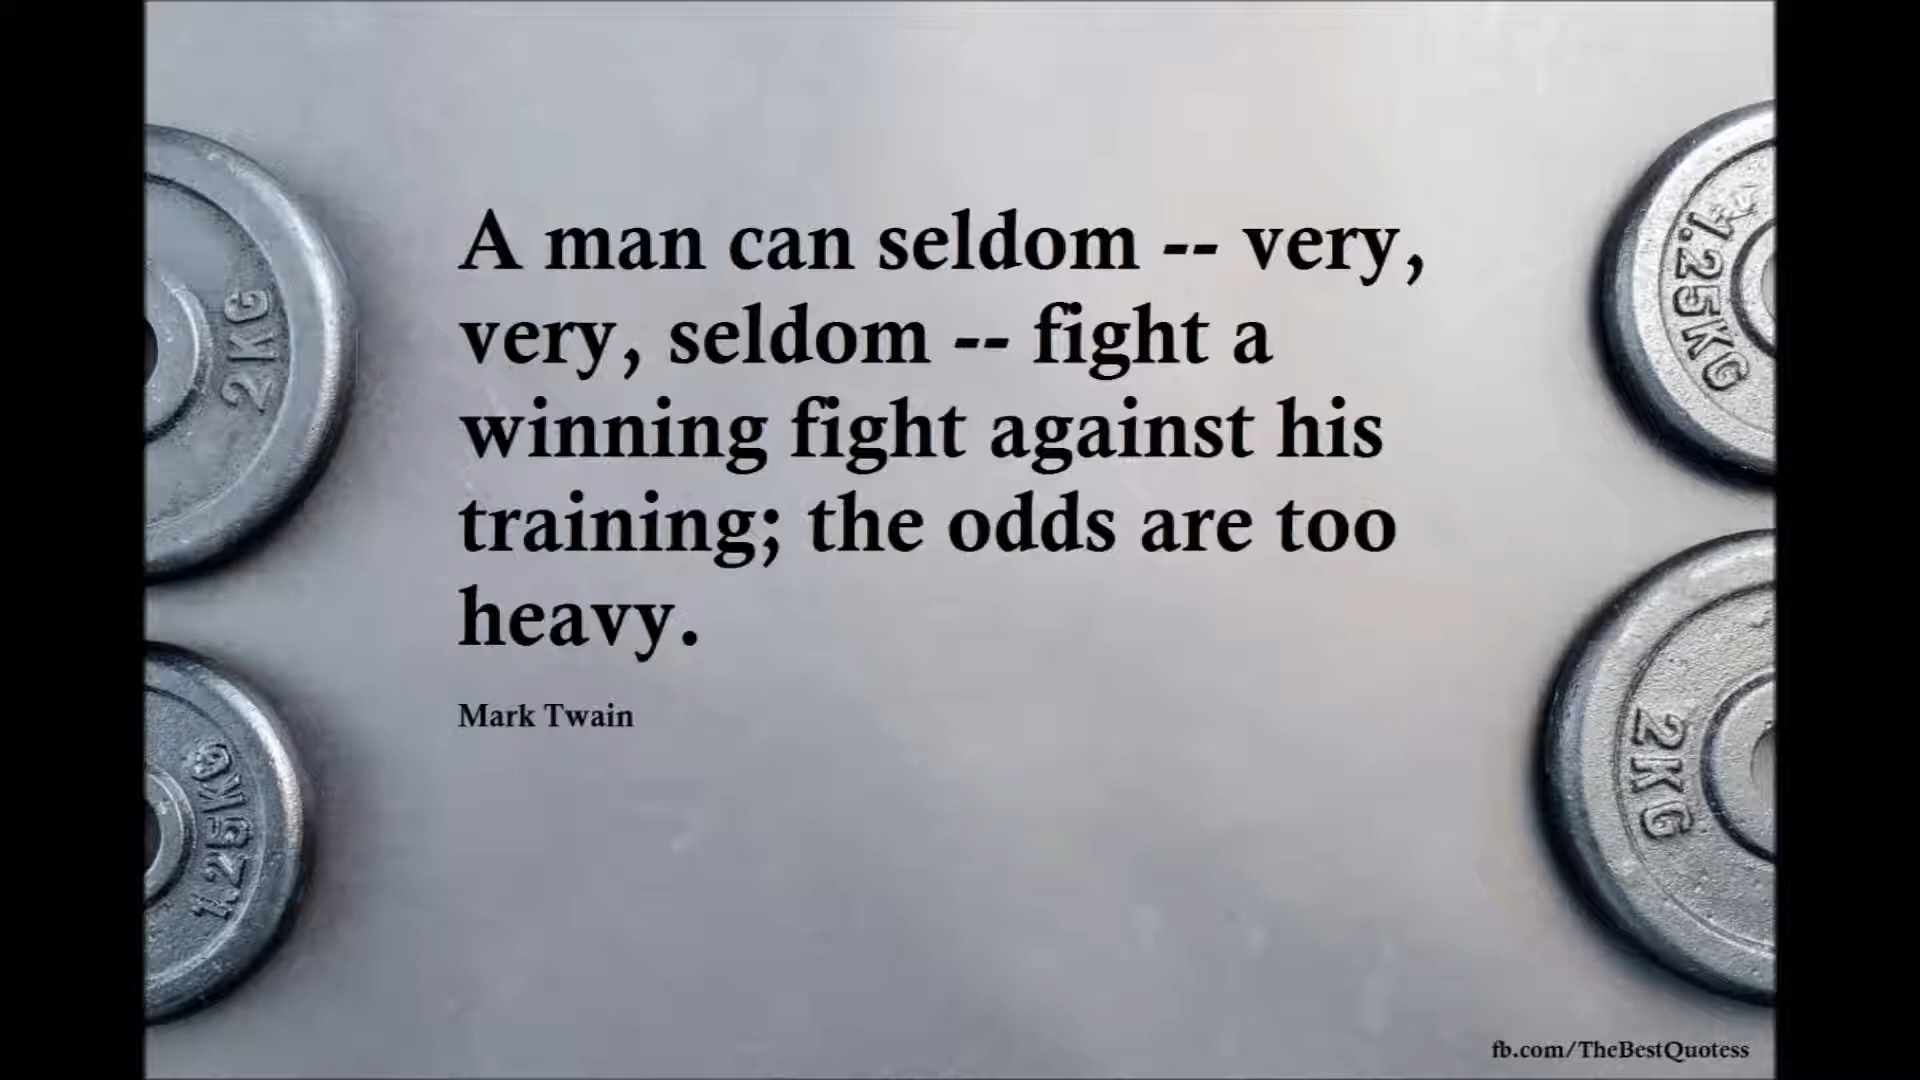 A man can seldom -- very,
very, seldom -- fight a
winning fight against his
training; the odds are too
heavy.
Mark Twain
2KG
1.25KG
1.25KG
2KG
fb.com/TheBestQuotess